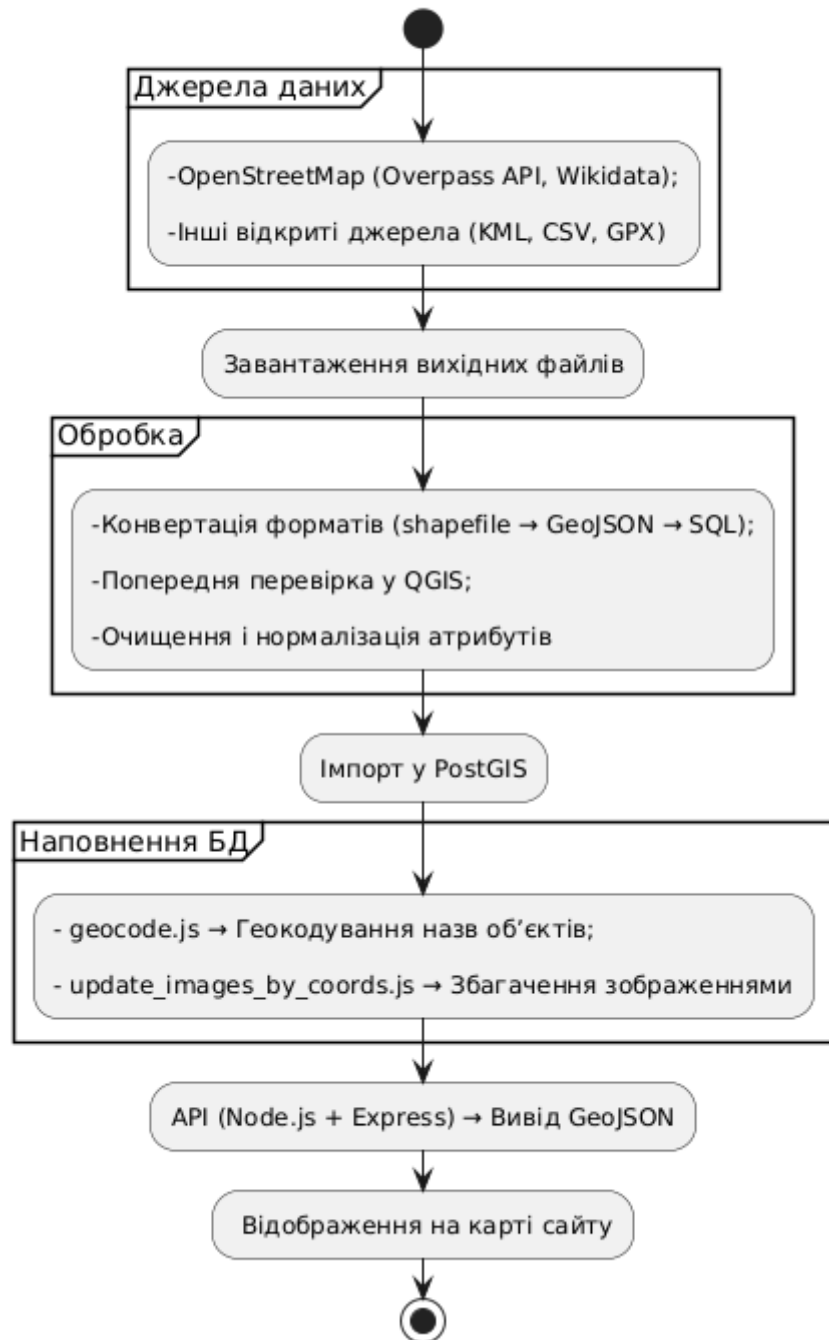 Джерела даних
-OpenStreetMap (Overpass API, Wikidata);
-Інші відкриті джерела (KML, CSV, GPX)
Завантаження вихідних файлів
Обробка
-Конвертація форматів (shapefile → GeoJSON → SQL);
-Попередня перевірка у QGIS;
-Очищення і нормалізація атрибутів
Імпорт у PostGIS
Наповнення БД
- geocode.js → Геокодування назв об’єктів;
- update_images_by_coords.js → Збагачення зображеннями
API (Node.js + Express) → Вивід GeoJSON
Відображення на карті сайту